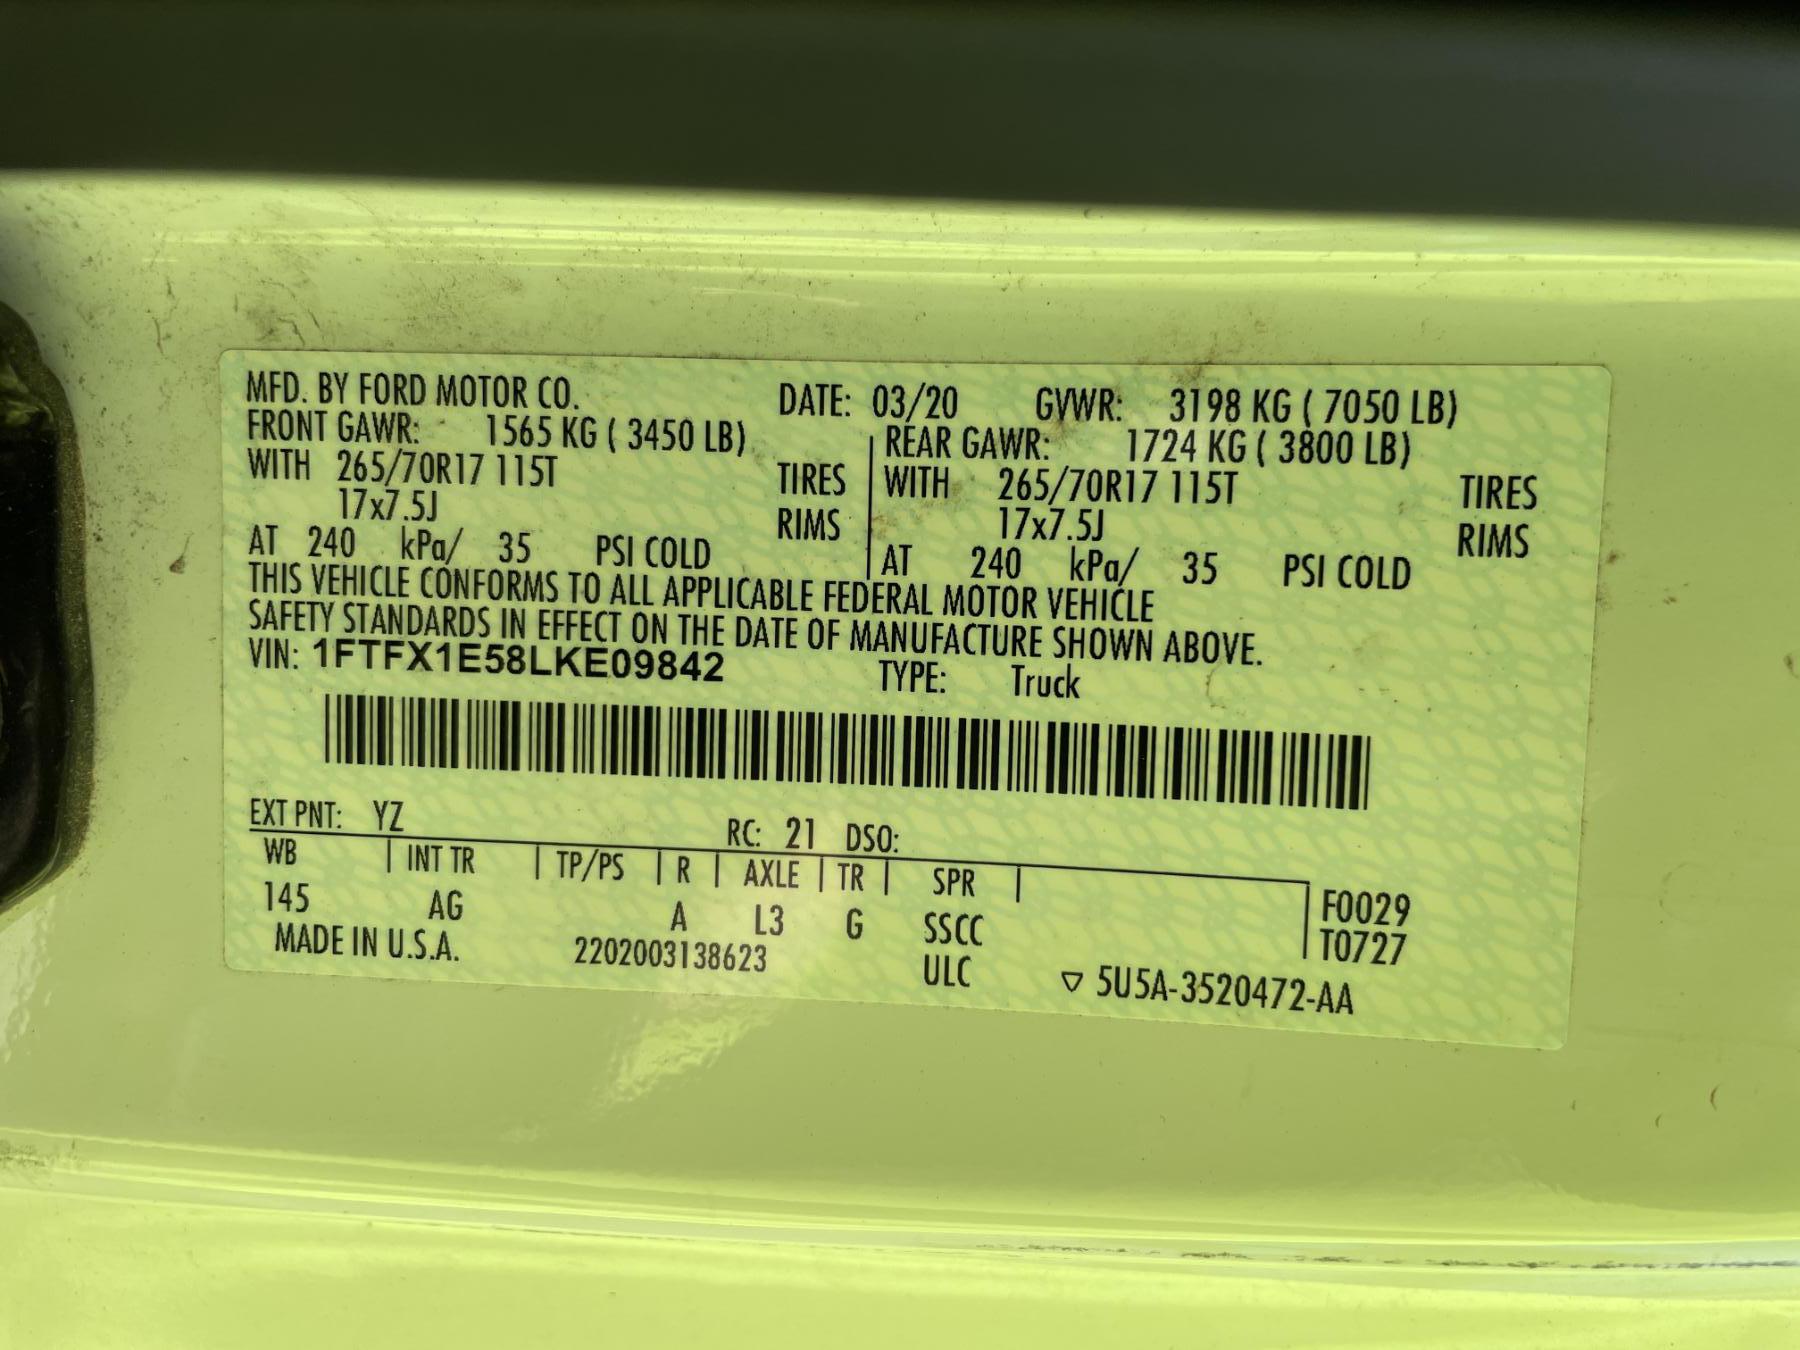 MFD. BY FORD MOTOR CO. DATE: 03/20 GVWR: 3198 KG ( 7050 LB)
FRONT GAWR: 1565 KG ( 3450 LB) REAR GAWR: 1724 KG ( 3800 LB)
WITH 265/70R17 115T TIRES WITH 265/70R17 115T TIRES
17x7.5J RIMS 17x7.5J RIMS
AT 240 kPa/ 35 PSI COLD AT 240 kPa/ 35 PSI COLD
THIS VEHICLE CONFORMS TO ALL APPLICABLE FEDERAL MOTOR VEHICLE
SAFETY STANDARDS IN EFFECT ON THE DATE OF MANUFACTURE SHOWN ABOVE.
VIN: 1FTFX1E58LKE09842 TYPE: Truck
EXT PNT: YZ RC: 21 DSO:
WB INT TR TP/PS R AXLE TR SPR F0029
145 AG A L3 G SSCC T0727
MADE IN U.S.A. 2202003138623 ULC ▽ 5U5A-3520472-AA